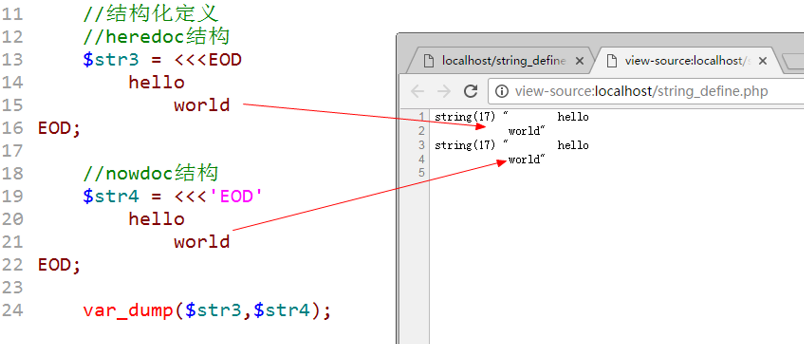 11 //结构化定义
12 //heredoc结构
13 $str3 = <<<EOD
14 hello
15 world
16 EOD;
17
18 //nowdoc结构
19 $str4 = <<<'EOD'
20 hello
21 world
22 EOD;
23
24 var_dump($str3,$str4);
localhost/string_define
view-source:localhost/
view-source:localhost/string_define.php
1 string(17) "      hello
2 world"
3 string(17) "      hello
4 world"
5